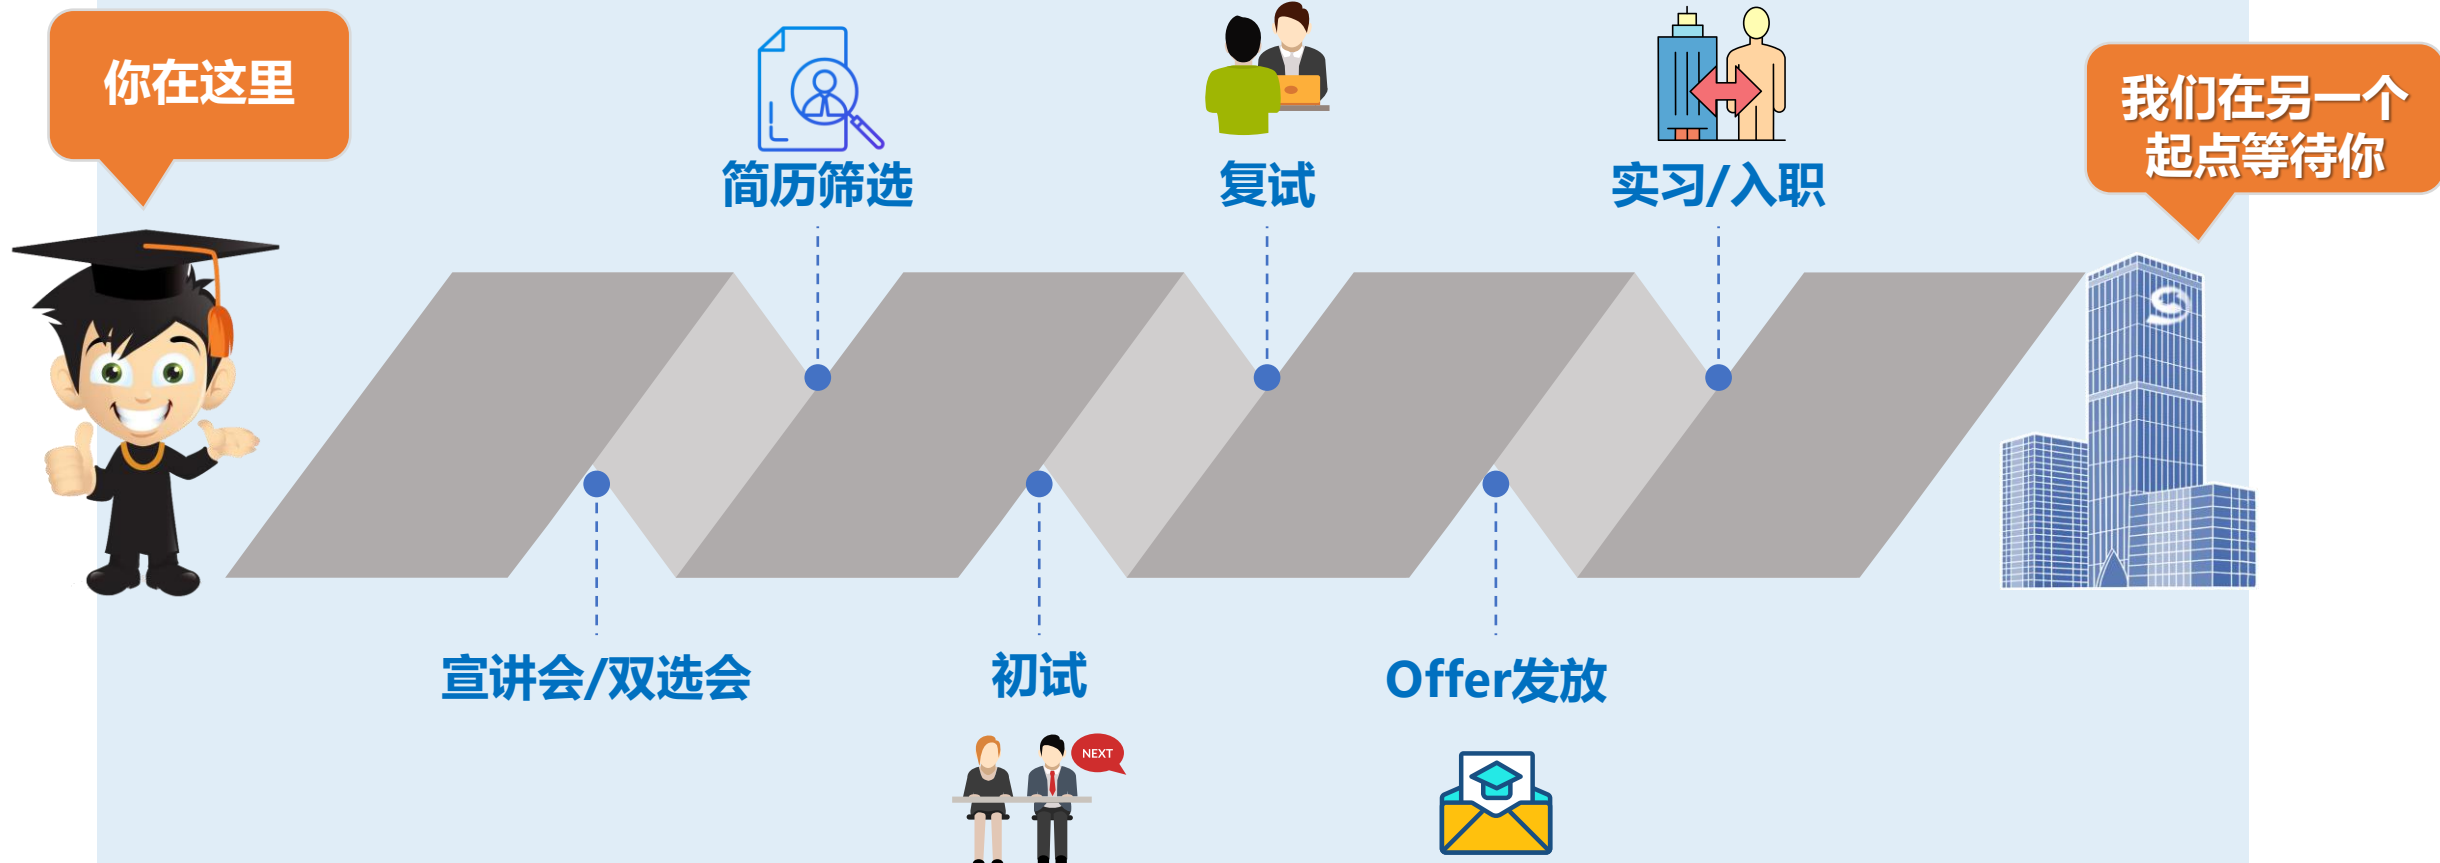 你在这里
我们在另一个
起点等待你
简历筛选
复试
实习/入职
宣讲会/双选会
初试
Offer发放
NEXT